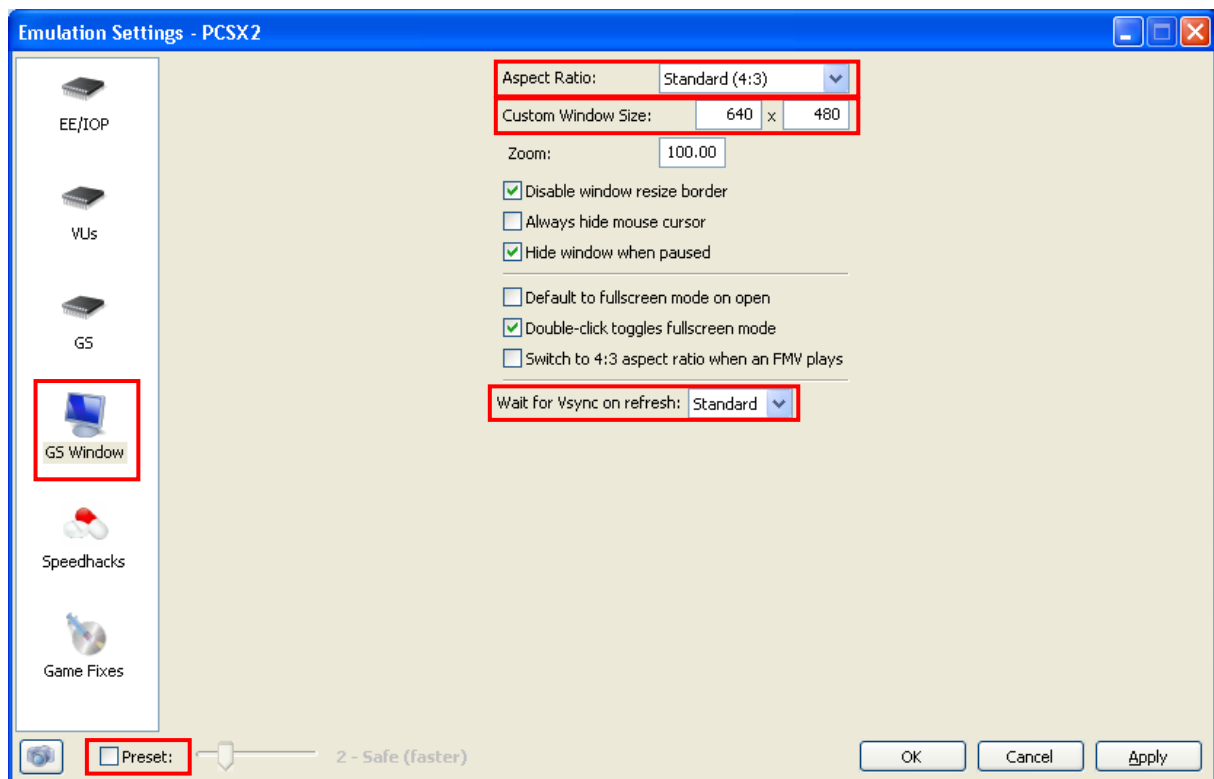 Emulation Settings - PCSX2
EE/IOP
VUs
GS
GS Window
Speedhacks
Game Fixes
Aspect Ratio: Standard (4:3)
Custom Window Size: 640 x 480
Zoom: 100.00
Disable window resize border
Always hide mouse cursor
Hide window when paused
Default to fullscreen mode on open
Double-click toggles fullscreen mode
Switch to 4:3 aspect ratio when an FMV plays
Wait for Vsync on refresh: Standard
Preset: 2 - Safe (faster)
OK Cancel Apply